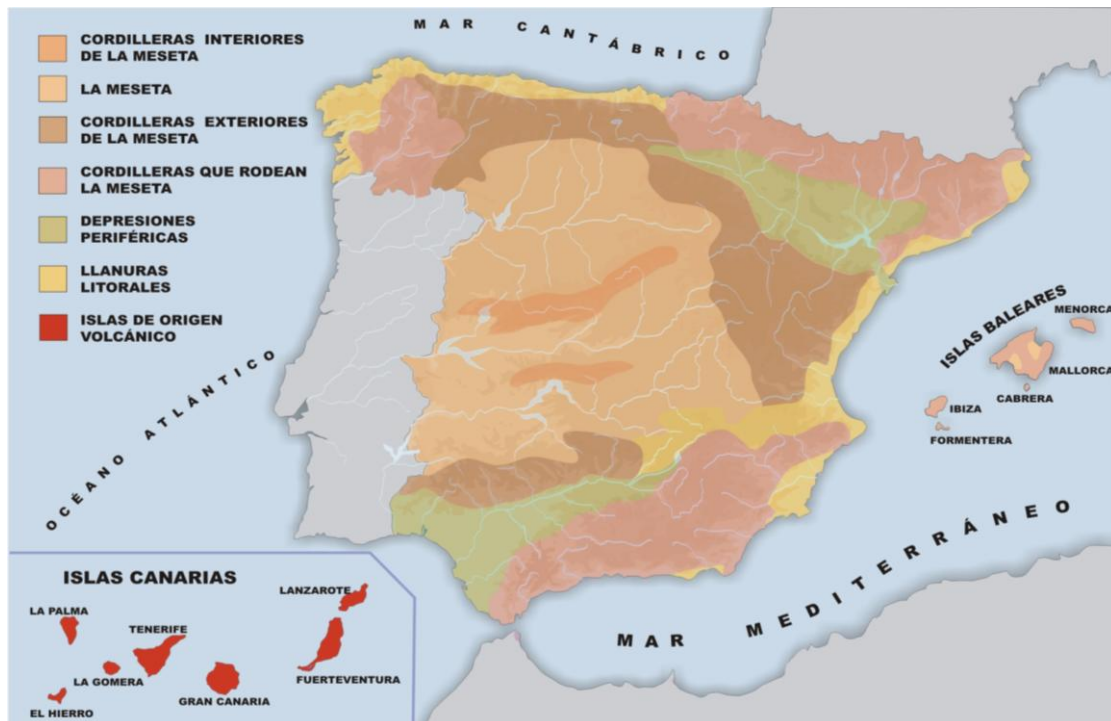 MAR CANTÁBRICO
CORDILLERAS INTERIORES
DE LA MESETA
LA MESETA
CORDILLERAS EXTERIORES
DE LA MESETA
CORDILLERAS QUE RODEAN
LA MESETA
DEPRESIONES
PERIFÉRICAS
LLANURAS
LITORALES
ISLAS DE ORIGEN
VOLCÁNICO
OCÉANO ATLÁNTICO
ISLAS BALEARES
MENORCA
MALLORCA
CABRERA
IBIZA
FORMENTERA
MAR MEDITERRÁNEO
ISLAS CANARIAS
LANZAROTE
LA PALMA
TENERIFE
FUERTEVENTURA
LA GOMERA
GRAN CANARIA
EL HIERRO